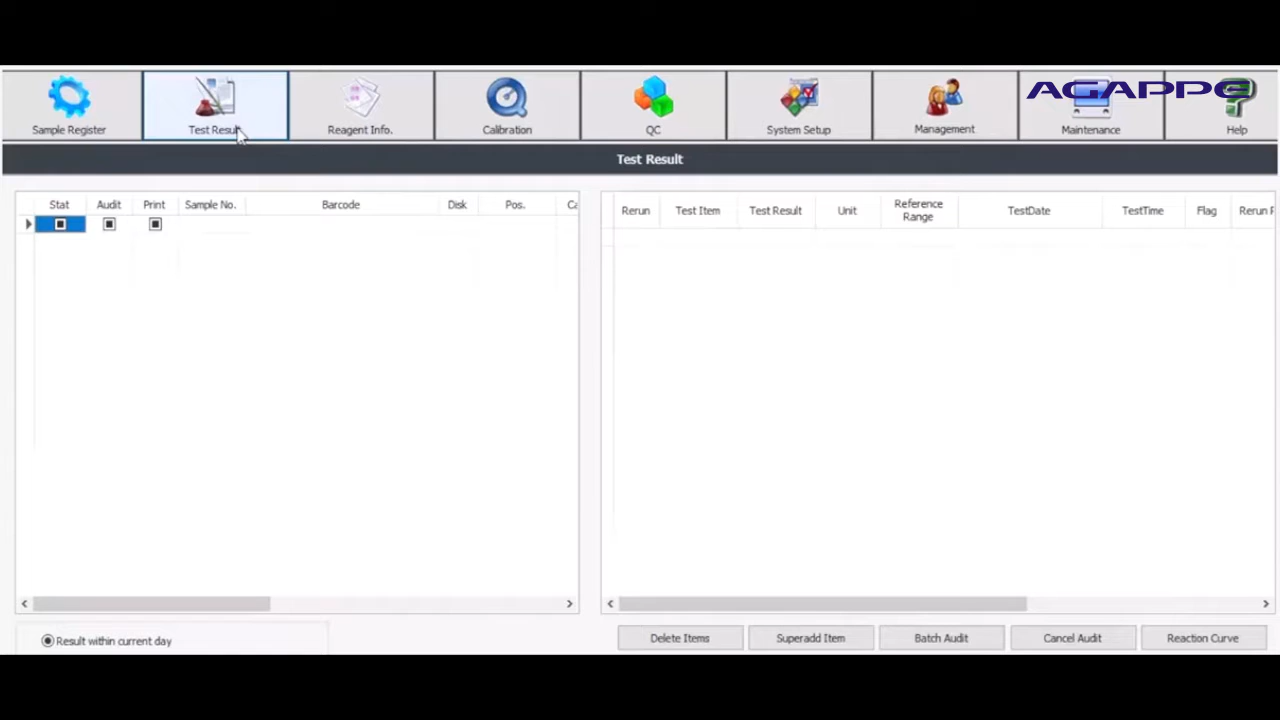 AGAPPE
Sample Register Test Result Reagent Info. Calibration QC System Setup Management Maintenance Help
Test Result
Stat Audit Print Sample No. Barcode Disk Pos. Ca
Rerun Test Item Test Result Unit Reference Range TestDate TestTime Flag Rerun F
Result within current day
Delete Items Superadd Item Batch Audit Cancel Audit Reaction Curve